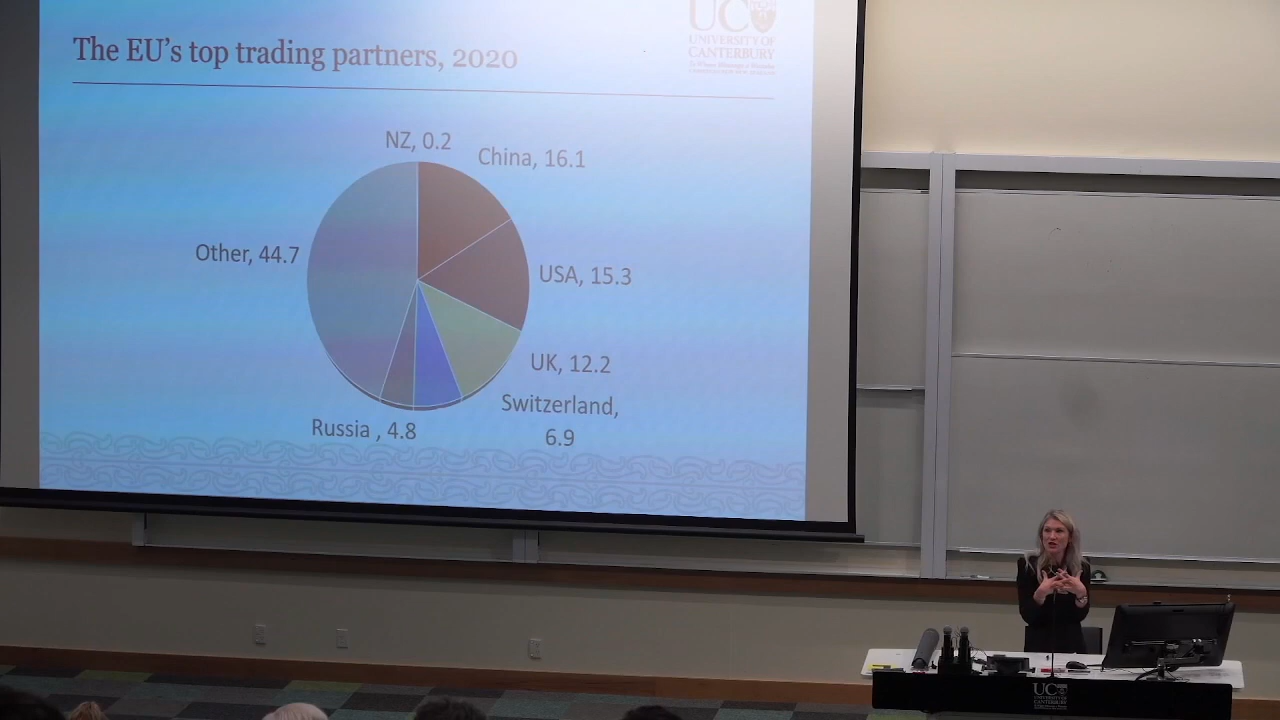 The EU's top trading partners, 2020
UC
UNIVERSITY OF
CANTERBURY
NZ, 0.2
China, 16.1
Other, 44.7
USA, 15.3
UK, 12.2
Switzerland,
6.9
Russia , 4.8
UC